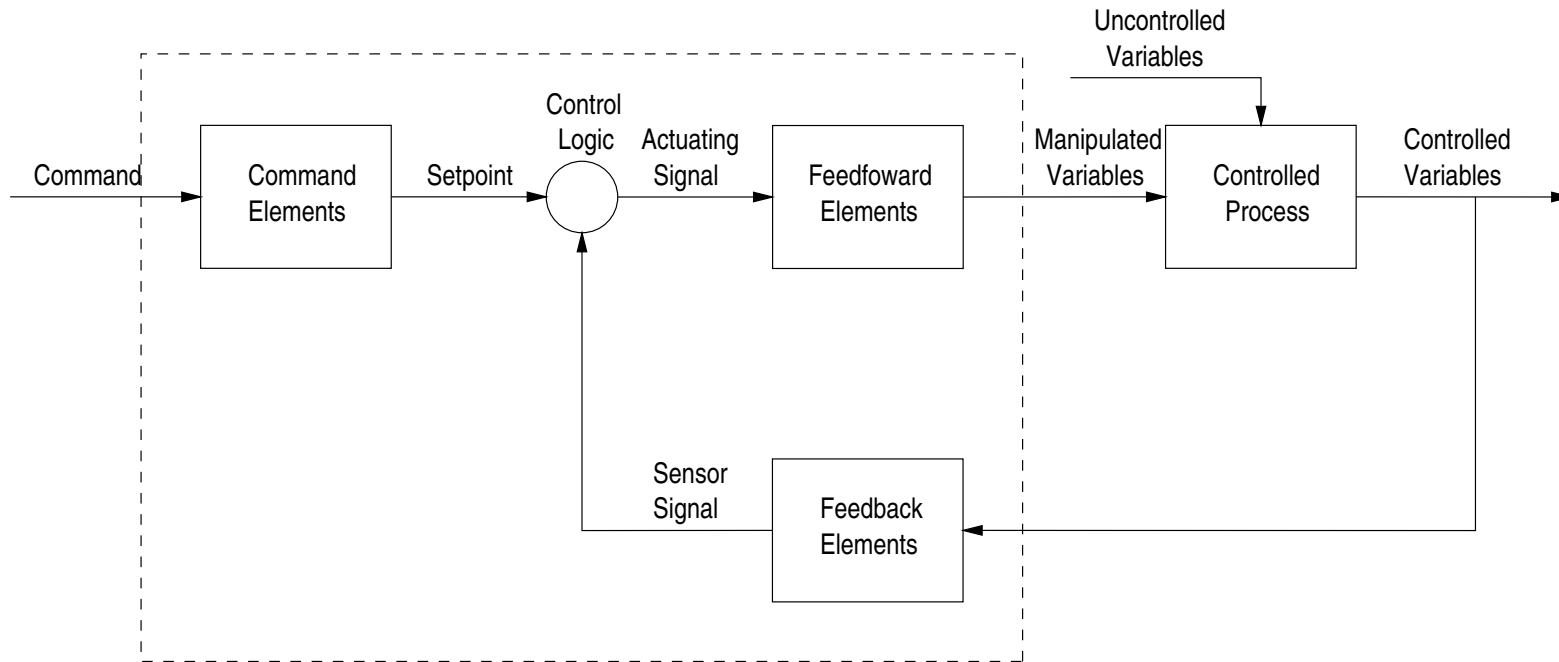 Uncontrolled
Variables
Control
Logic
Actuating
Signal
Manipulated
Variables
Controlled
Variables
Command
Command
Elements
Setpoint
Feedfoward
Elements
Controlled
Process
Sensor
Signal
Feedback
Elements